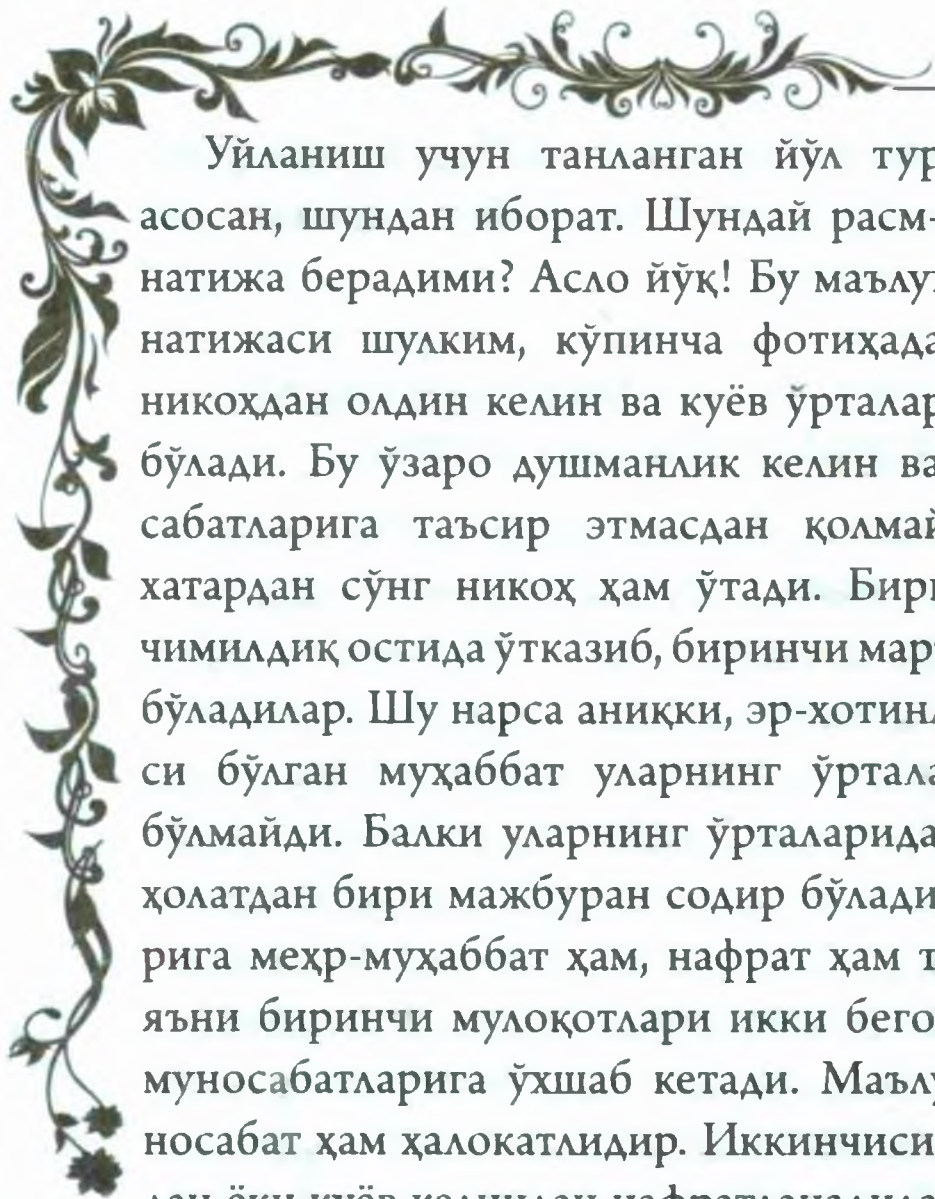 Уйланиш учун танланган йўл тур
асосан, шундан иборат. Шундай расм-
натижа берадими? Асло йўқ! Бу маълу
натижаси шулким, кўпинча фотиҳада
никоҳдан олдин келин ва куёв ўрталар
бўлади. Бу ўзаро душманлик келин ва
сабатларига таъсир этмасдан қолмай
хатардан сўнг никоҳ ҳам ўтади. Бири
чимилдиқ остида ўтказиб, биринчи мар
бўладилар. Шу нарса аниқки, эр-хотинл
си бўлган муҳаббат уларнинг ўртала
бўлмайди. Балки уларнинг ўрталарида
ҳолатдан бири мажбуран содир бўлади
рига меҳр-муҳаббат ҳам, нафрат ҳам т
яъни биринчи мулоқотлари икки бего
муносабатларига ўхшаб кетади. Маълу
носабат ҳам ҳалокатлидир. Иккинчиси